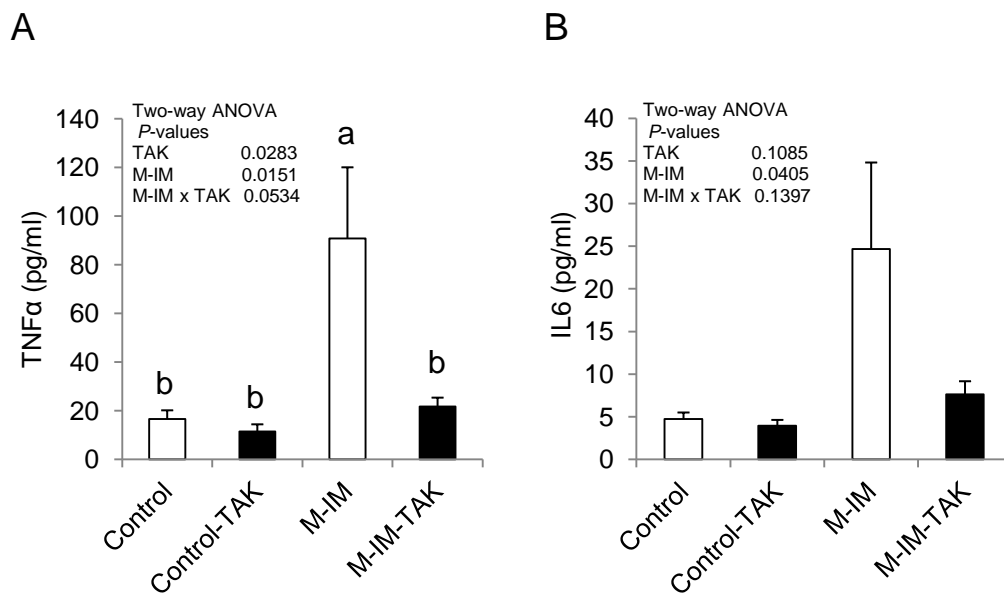 A
Two-way ANOVA
P-values
TAK 0.0283
M-IM 0.0151
M-IM x TAK 0.0534
TNFα (pg/ml)
140
120
100
80
60
40
20
0
b
b
a
b
Control
Control-TAK
M-IM
M-IM-TAK
B
Two-way ANOVA
P-values
TAK 0.1085
M-IM 0.0405
M-IM x TAK 0.1397
IL6 (pg/ml)
40
35
30
25
20
15
10
5
0
Control
Control-TAK
M-IM
M-IM-TAK